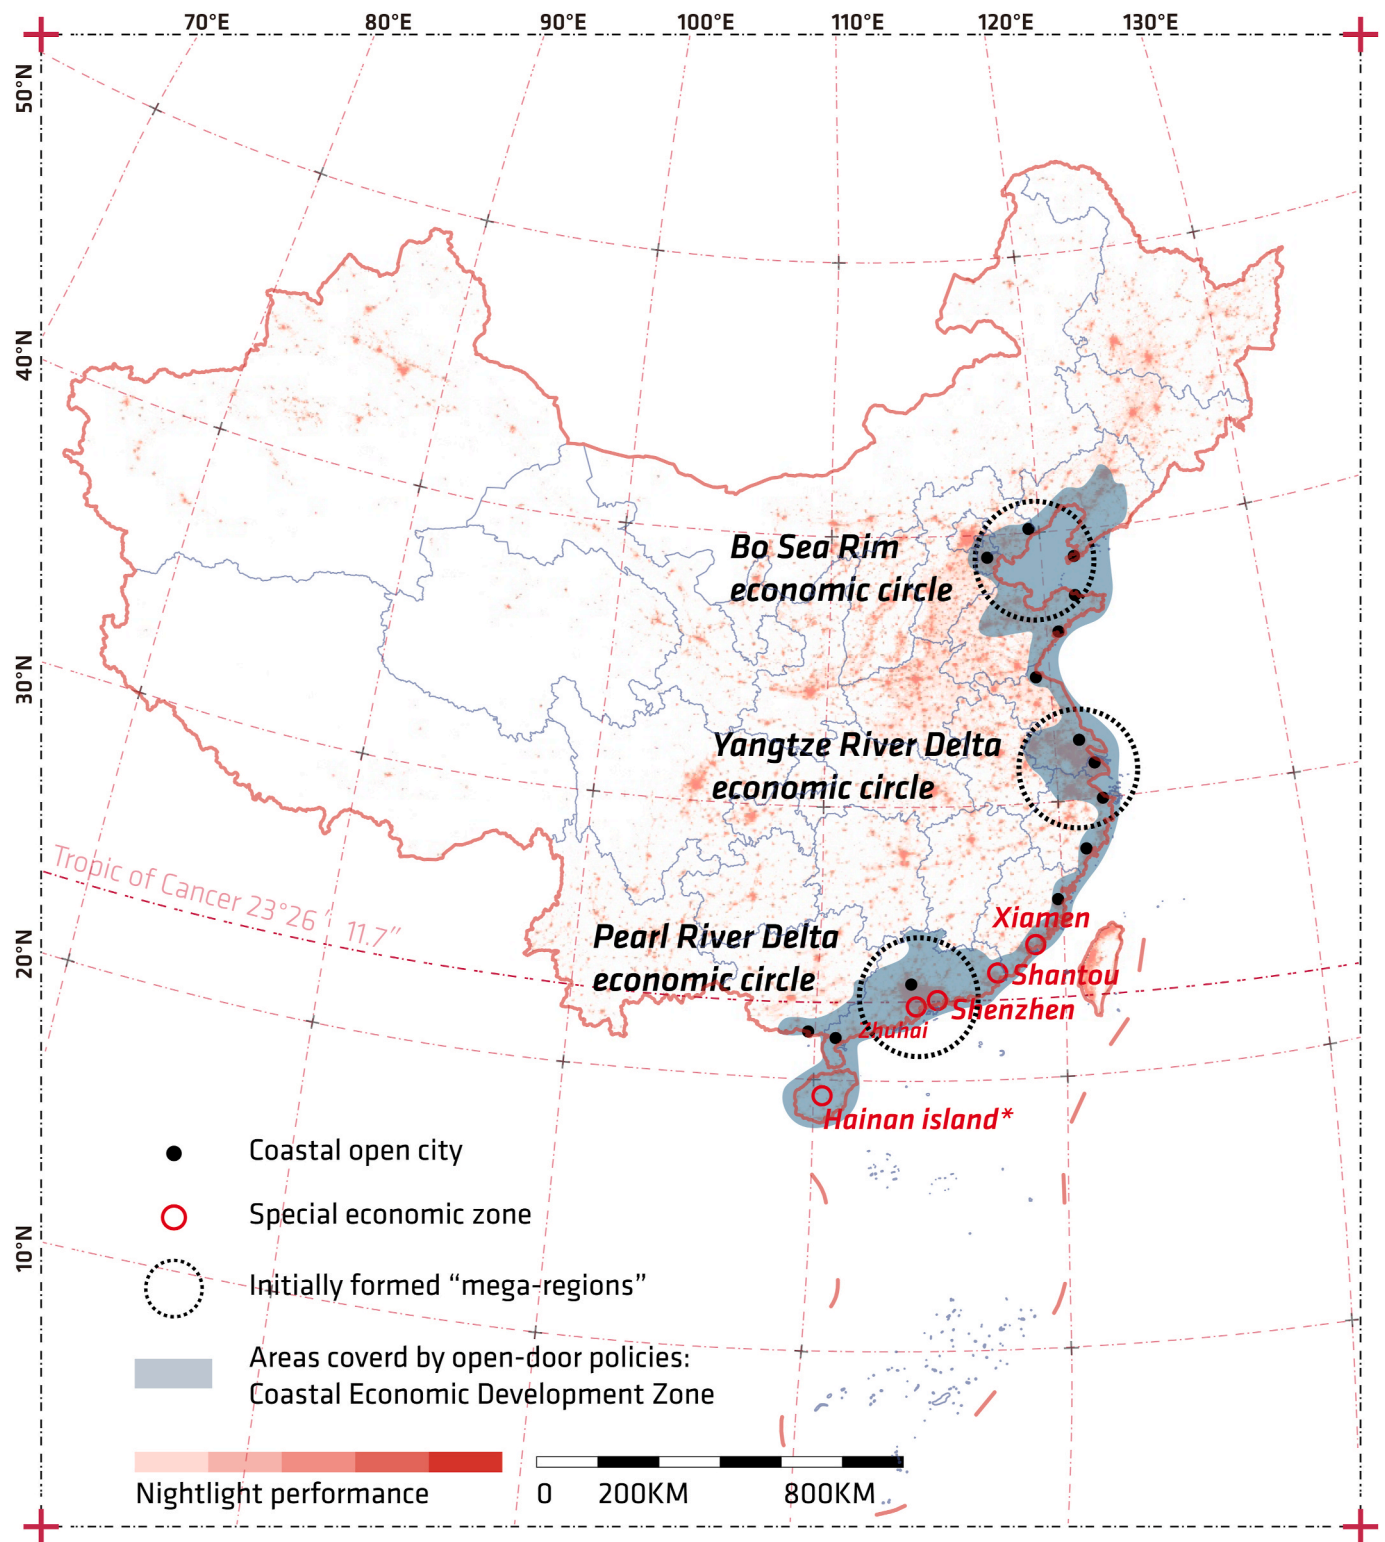 70°E 80°E 90°E 100°E 110°E 120°E 130°E
50°N
40°N
30°N
20°N
10°N
Bo Sea Rim
economic circle
Yangtze River Delta
economic circle
Tropic of Cancer 23°26 ′ 11.7″
Pearl River Delta
economic circle
Xiamen
Shantou
Shenzhen
Zhuhai
Hainan island*
Coastal open city
Special economic zone
Initially formed “mega-regions”
Areas coverd by open-door policies:
Coastal Economic Development Zone
Nightlight performance
0 200KM 800KM